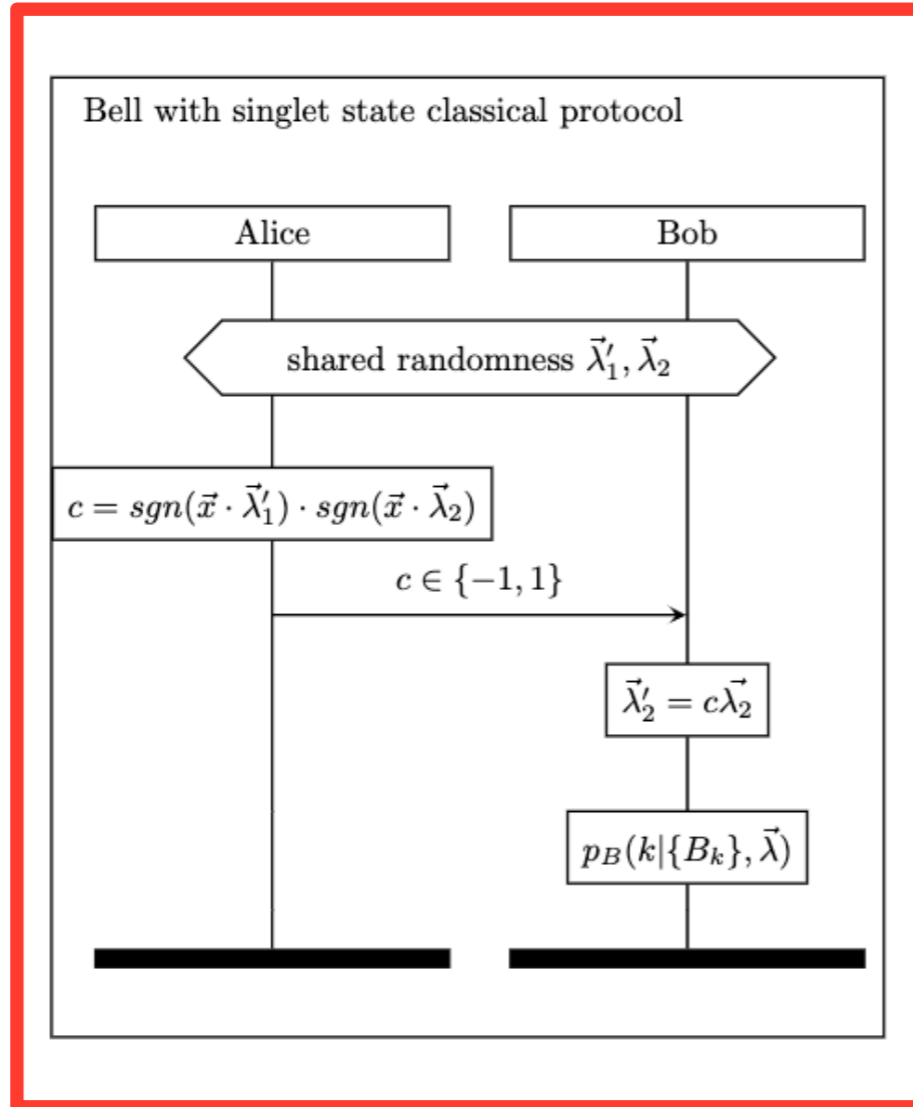 Bell with singlet state classical protocol
Alice
Bob
shared randomness $\vec{\lambda}_1', \vec{\lambda}_2$
$c = sgn(\vec{x} \cdot \vec{\lambda}_1') \cdot sgn(\vec{x} \cdot \vec{\lambda}_2)$
$c \in \{-1, 1\}$
$\vec{\lambda}_2' = c\vec{\lambda_2}$
$p_B(k|\{B_k\}, \vec{\lambda})$